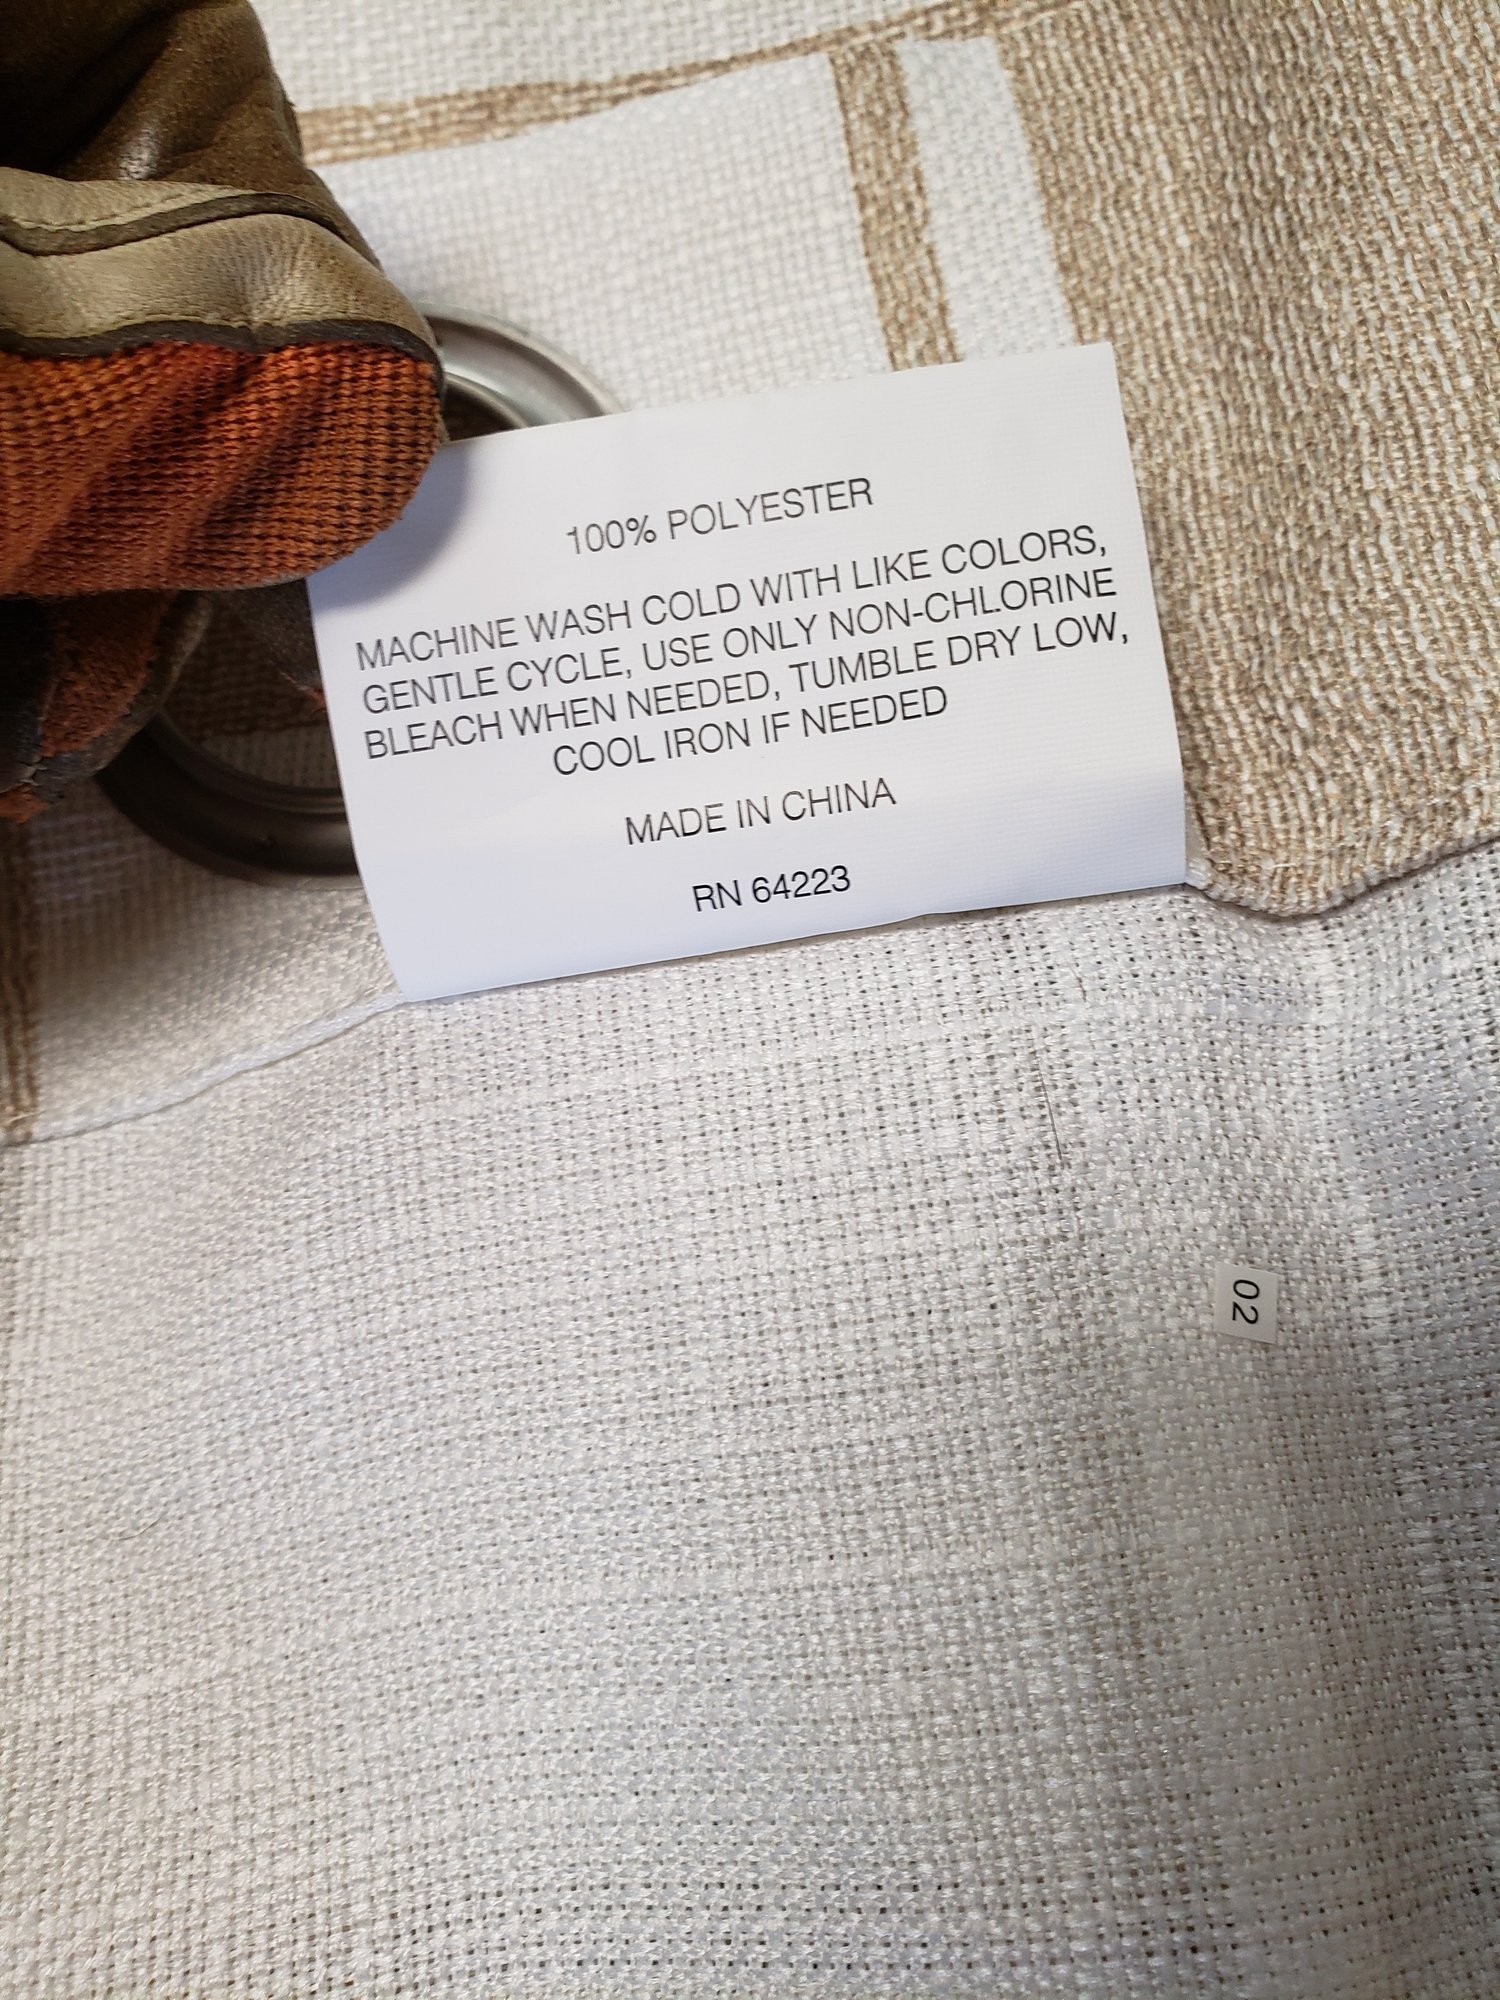 100% POLYESTER
MACHINE WASH COLD WITH LIKE COLORS,
GENTLE CYCLE, USE ONLY NON-CHLORINE
BLEACH WHEN NEEDED, TUMBLE DRY LOW,
COOL IRON IF NEEDED
MADE IN CHINA
RN 64223
02